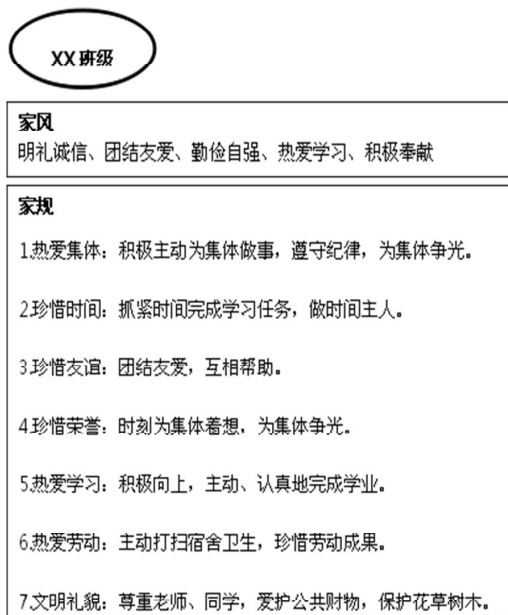 XX 班级
家风
明礼诚信、团结友爱、勤俭自强、热爱学习、积极奉献
家规
1.热爱集体：积极主动为集体做事，遵守纪律，为集体争光。
2.珍惜时间：抓紧时间完成学习任务，做时间主人。
3.珍惜友谊：团结友爱，互相帮助。
4.珍惜荣誉：时刻为集体着想，为集体争光。
5.热爱学习：积极向上，主动、认真地完成学业。
6.热爱劳动：主动打扫宿舍卫生，珍惜劳动成果。
7.文明礼貌：尊重老师、同学，爱护公共财物，保护花草树木。